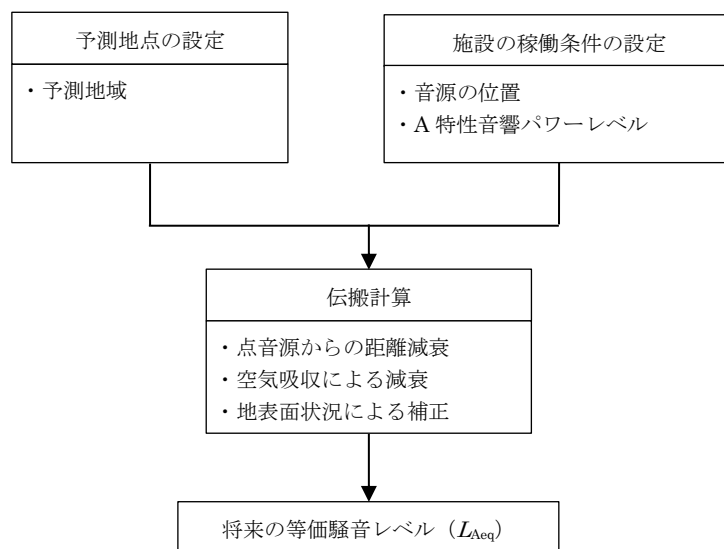 予測地点の設定
・予測地域
施設の稼働条件の設定
・音源の位置
・A 特性音響パワーレベル
伝搬計算
・点音源からの距離減衰
・空気吸収による減衰
・地表面状況による補正
将来の等価騒音レベル（LAeq）